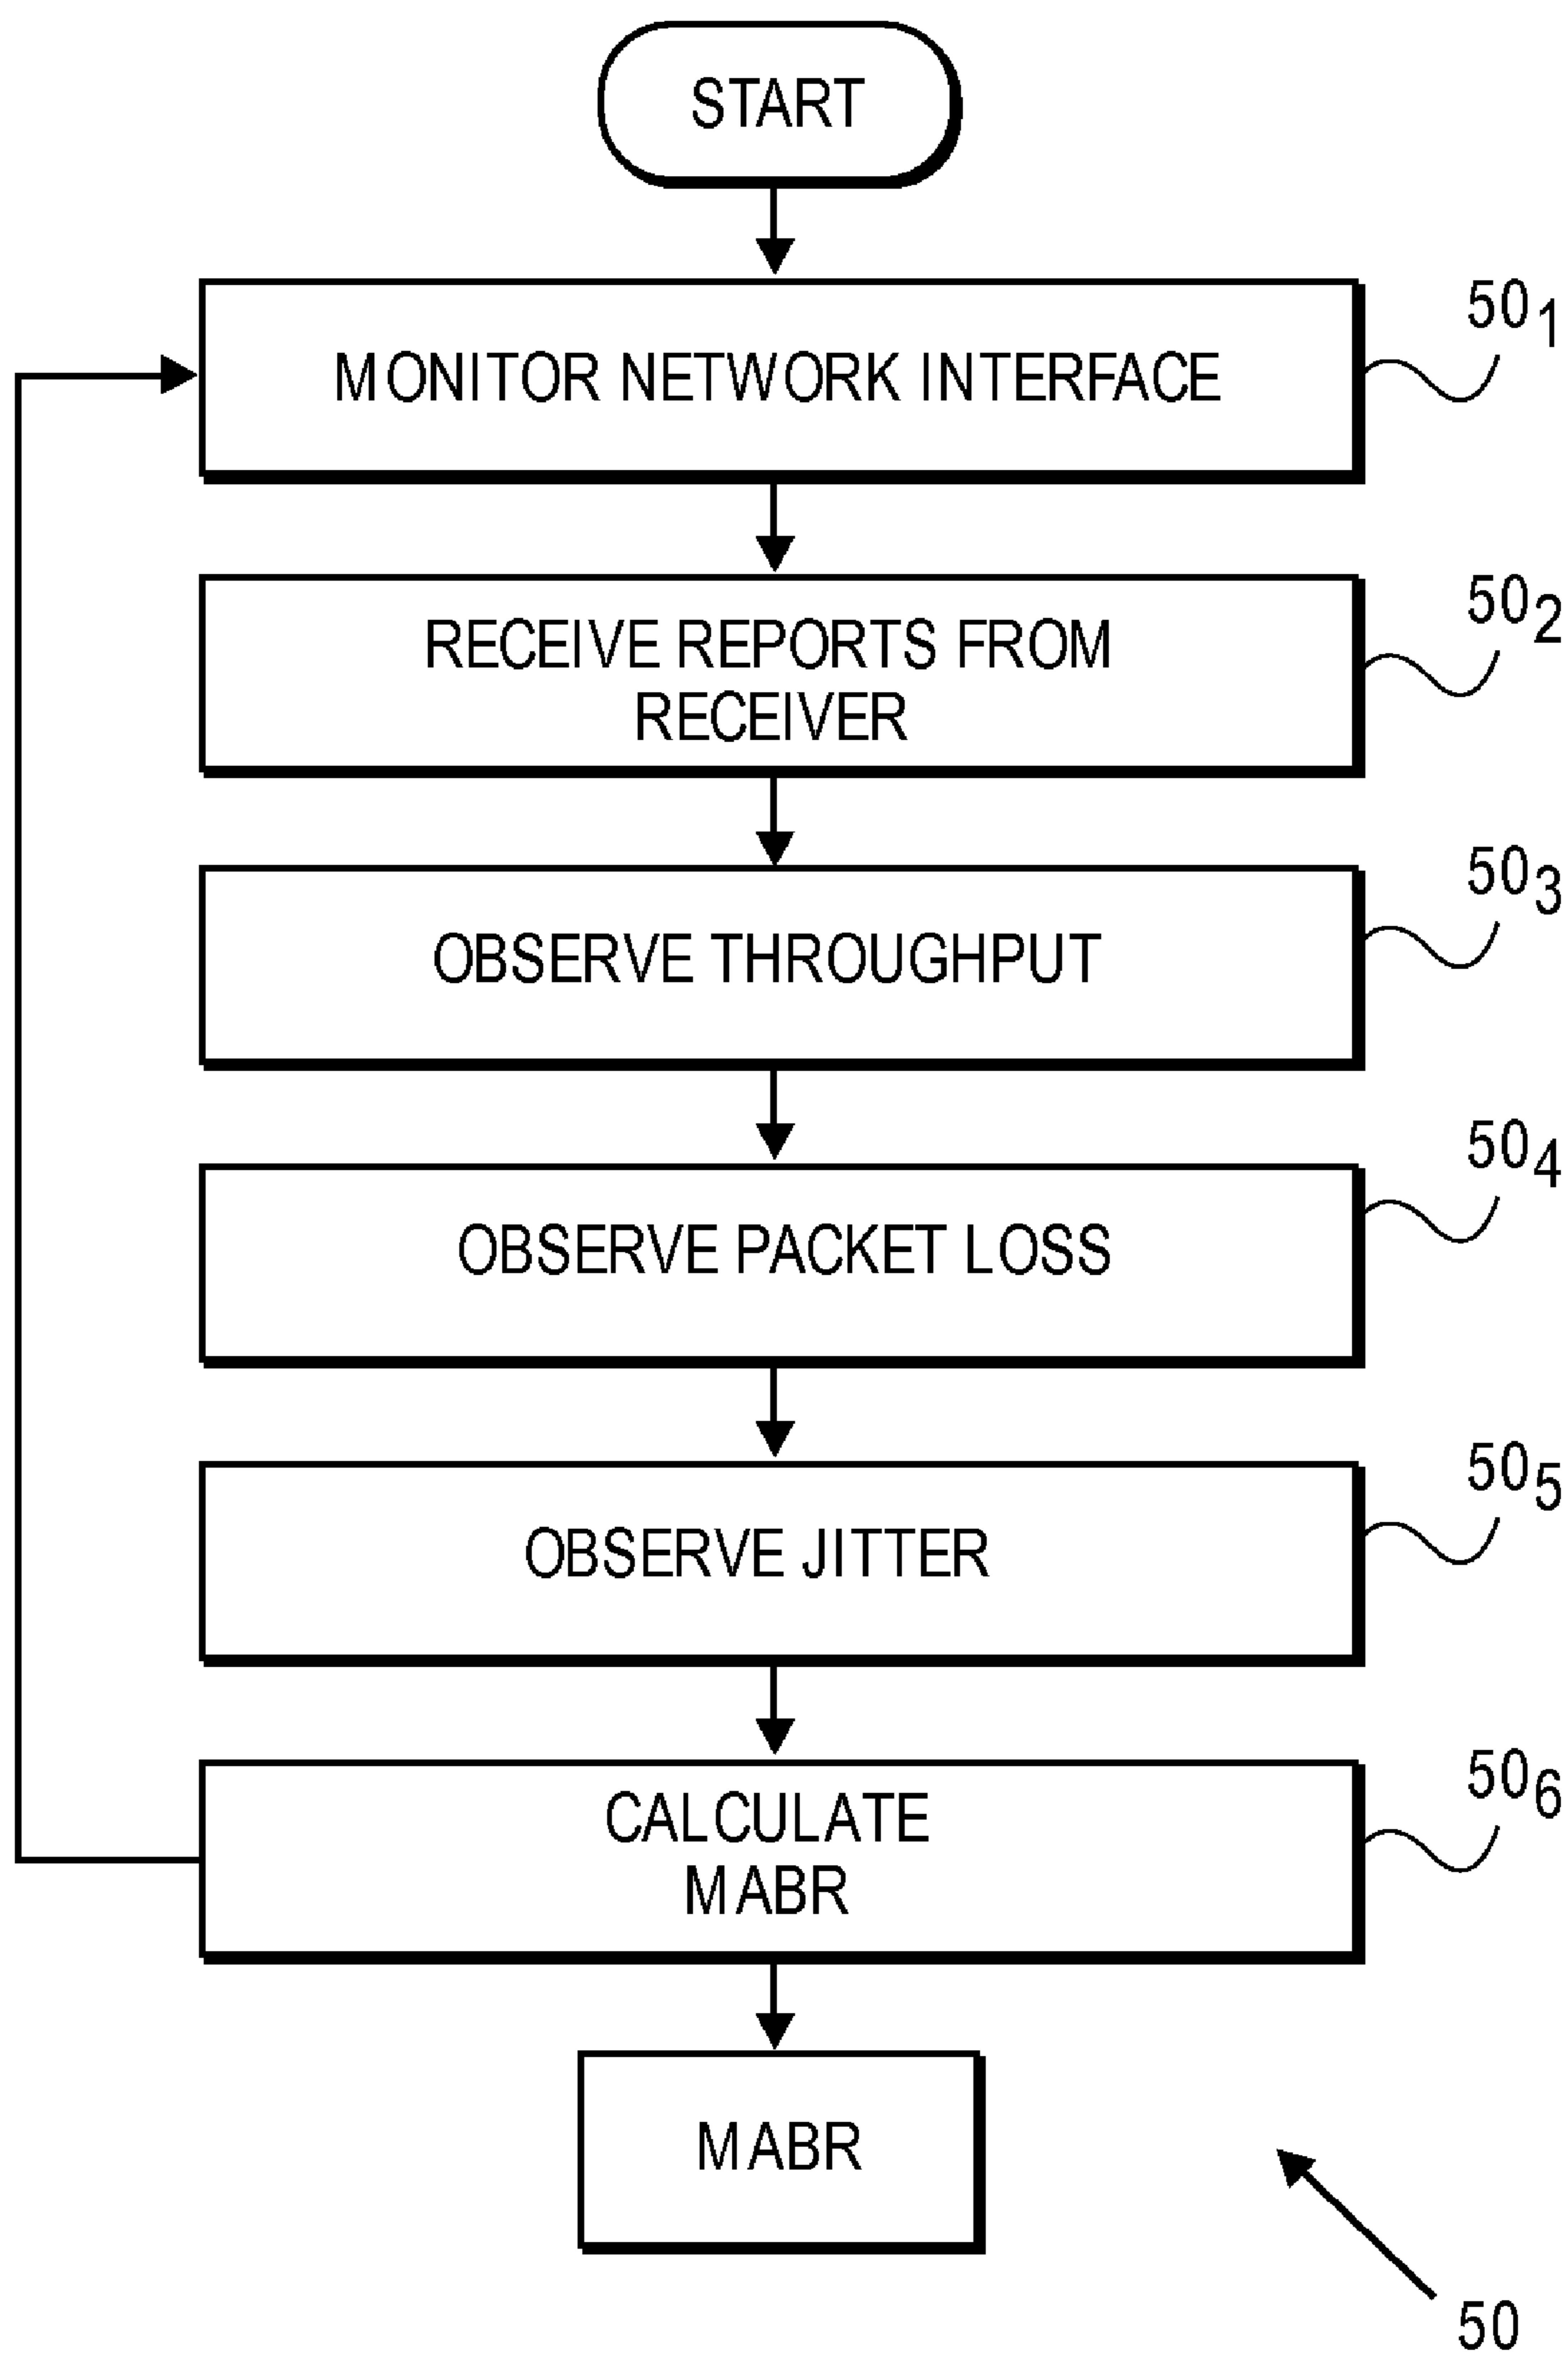 START
MONITOR NETWORK INTERFACE
50₁
RECEIVE REPORTS FROM
RECEIVER
50₂
OBSERVE THROUGHPUT
50₃
OBSERVE PACKET LOSS
50₄
OBSERVE JITTER
50₅
CALCULATE
MABR
50₆
MABR
50